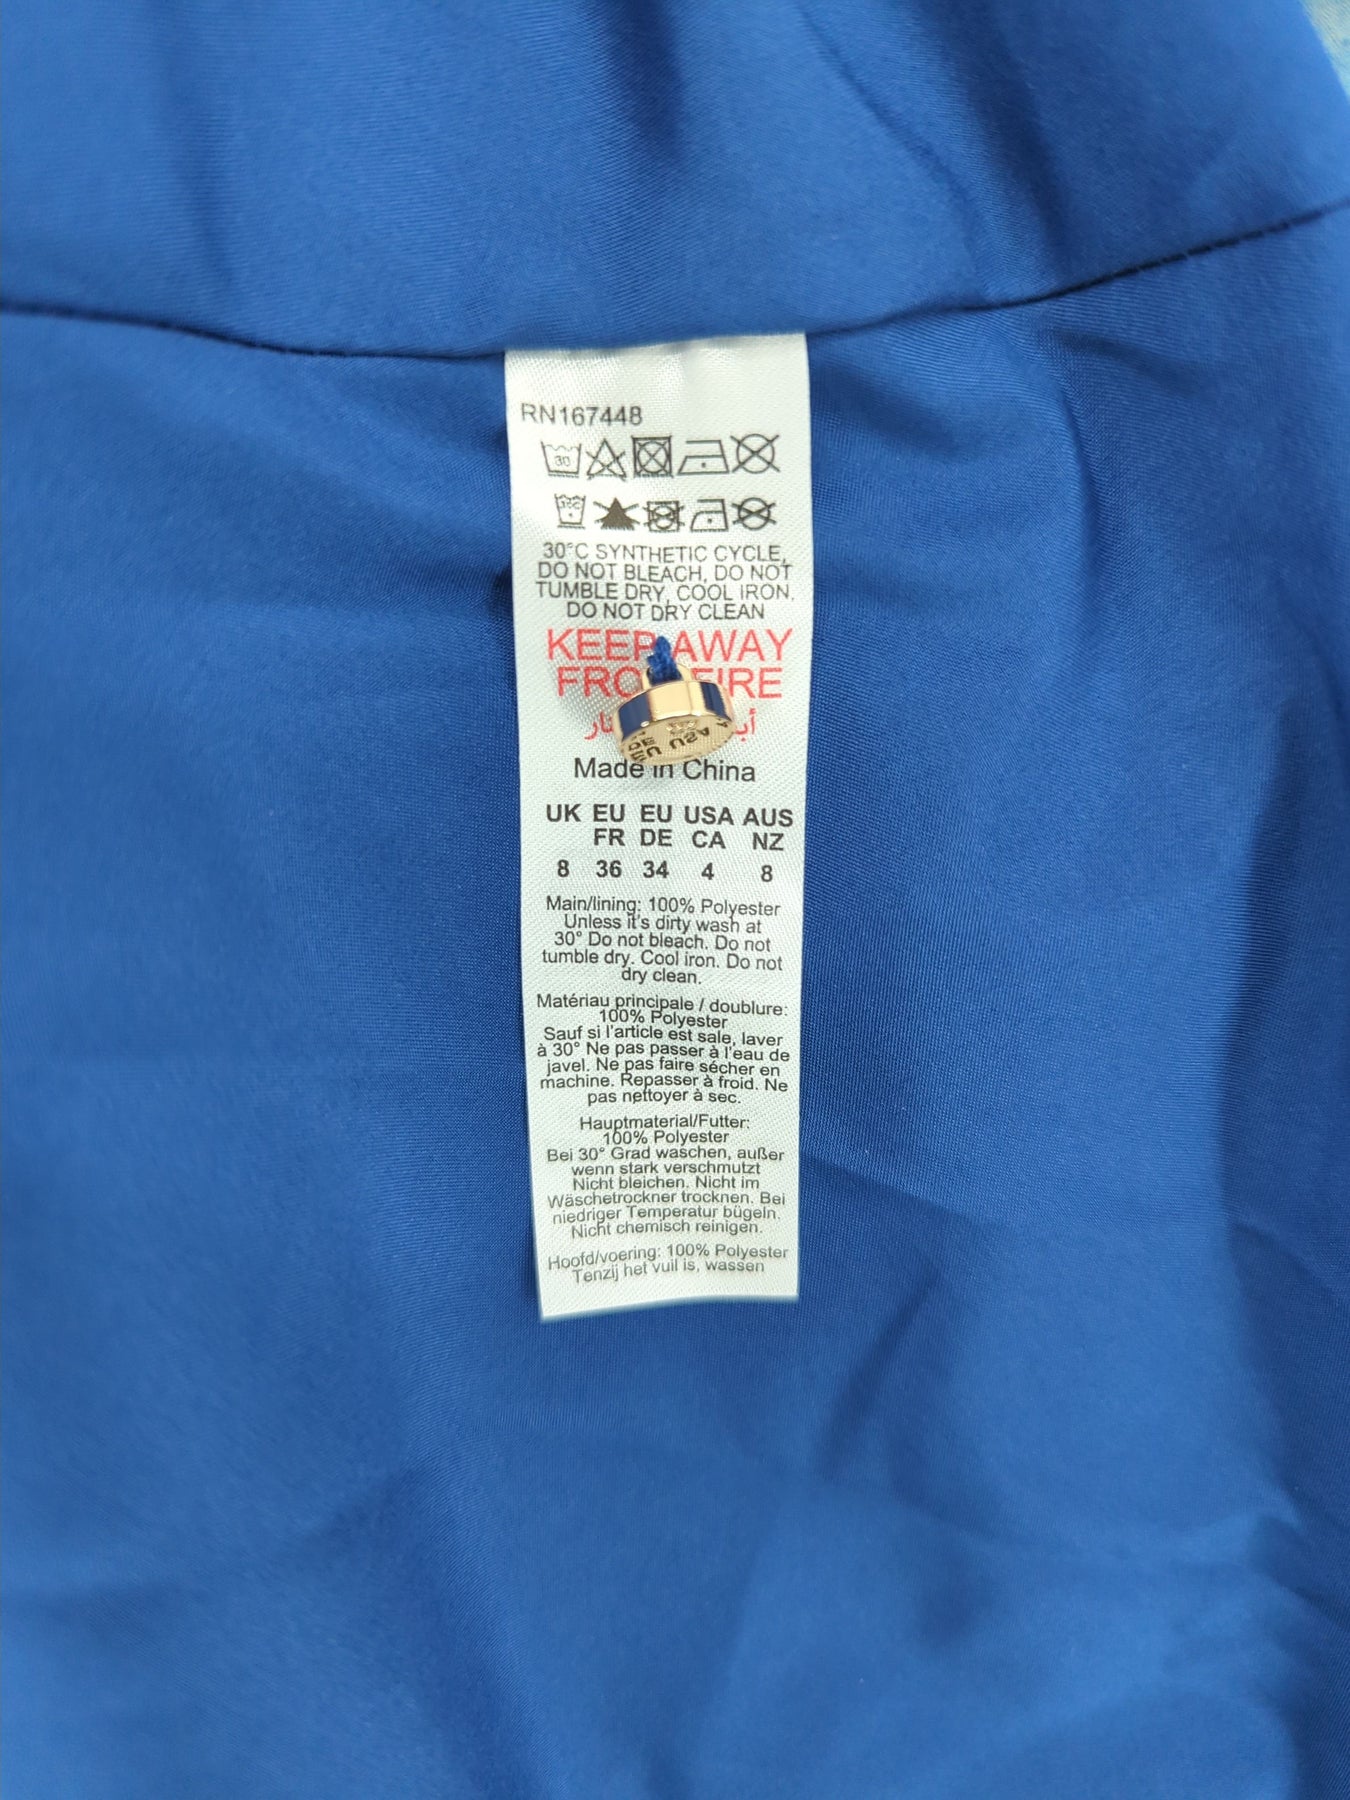 RN167448
30
30°C SYNTHETIC CYCLE,
DO NOT BLEACH, DO NOT
TUMBLE DRY, COOL IRON,
DO NOT DRY CLEAN
KEEP AWAY
FROM FIRE
Made in China
UK EU EU USA AUS
FR DE CA NZ
8 36 34 4 8
Main/lining: 100% Polyester
Unless it's dirty wash at
30° Do not bleach. Do not
tumble dry. Cool iron. Do not
dry clean.
Matériau principale / doublure:
100% Polyester
Sauf si l'article est sale, laver
à 30° Ne pas passer à l'eau de
javel. Ne pas faire sécher en
machine. Repasser à froid. Ne
pas nettoyer à sec.
Hauptmaterial/Futter:
100% Polyester
Bei 30° Grad waschen, außer
wenn stark verschmutzt
Nicht bleichen. Nicht im
Wäschetrockner trocknen. Bei
niedriger Temperatur bügeln.
Nicht chemisch reinigen.
Hoofd/voering: 100% Polyester
Tenzij het vuil is, wassen